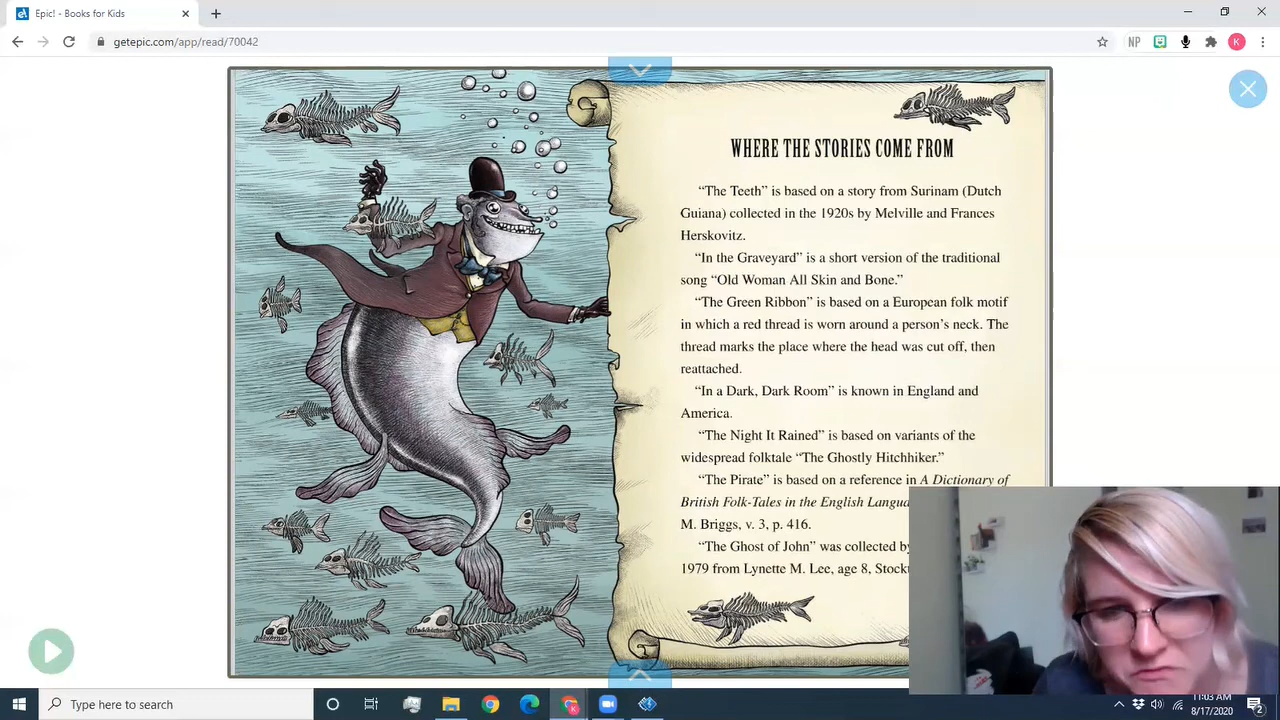 Epic! - Books for Kids
getepic.com/app/read/70042
NP
K
WHERE THE STORIES COME FROM
“The Teeth” is based on a story from Surinam (Dutch
Guiana) collected in the 1920s by Melville and Frances
Herskovitz.
“In the Graveyard” is a short version of the traditional
song “Old Woman All Skin and Bone.”
“The Green Ribbon” is based on a European folk motif
in which a red thread is worn around a person’s neck. The
thread marks the place where the head was cut off, then
reattached.
“In a Dark, Dark Room” is known in England and
America.
“The Night It Rained” is based on variants of the
widespread folktale “The Ghostly Hitchhiker.”
“The Pirate” is based on a reference in A Dictionary of
British Folk-Tales in the English
M. Briggs, v. 3, p. 416.
“The Ghost of John” was collected
1979 from Lynette M. Lee, age 8,
Type here to search
11:03 AM
8/17/2020
2